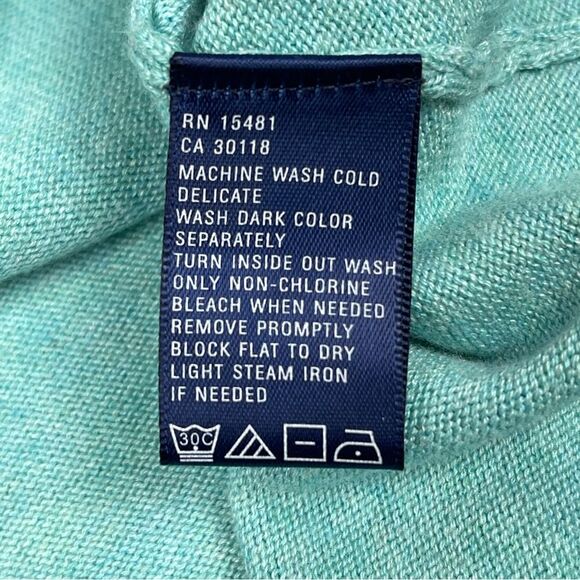 RN 15481
CA 30118
MACHINE WASH COLD
DELICATE
WASH DARK COLOR
SEPARATELY
TURN INSIDE OUT WASH
ONLY NON-CHLORINE
BLEACH WHEN NEEDED
REMOVE PROMPTLY
BLOCK FLAT TO DRY
LIGHT STEAM IRON
IF NEEDED
30C